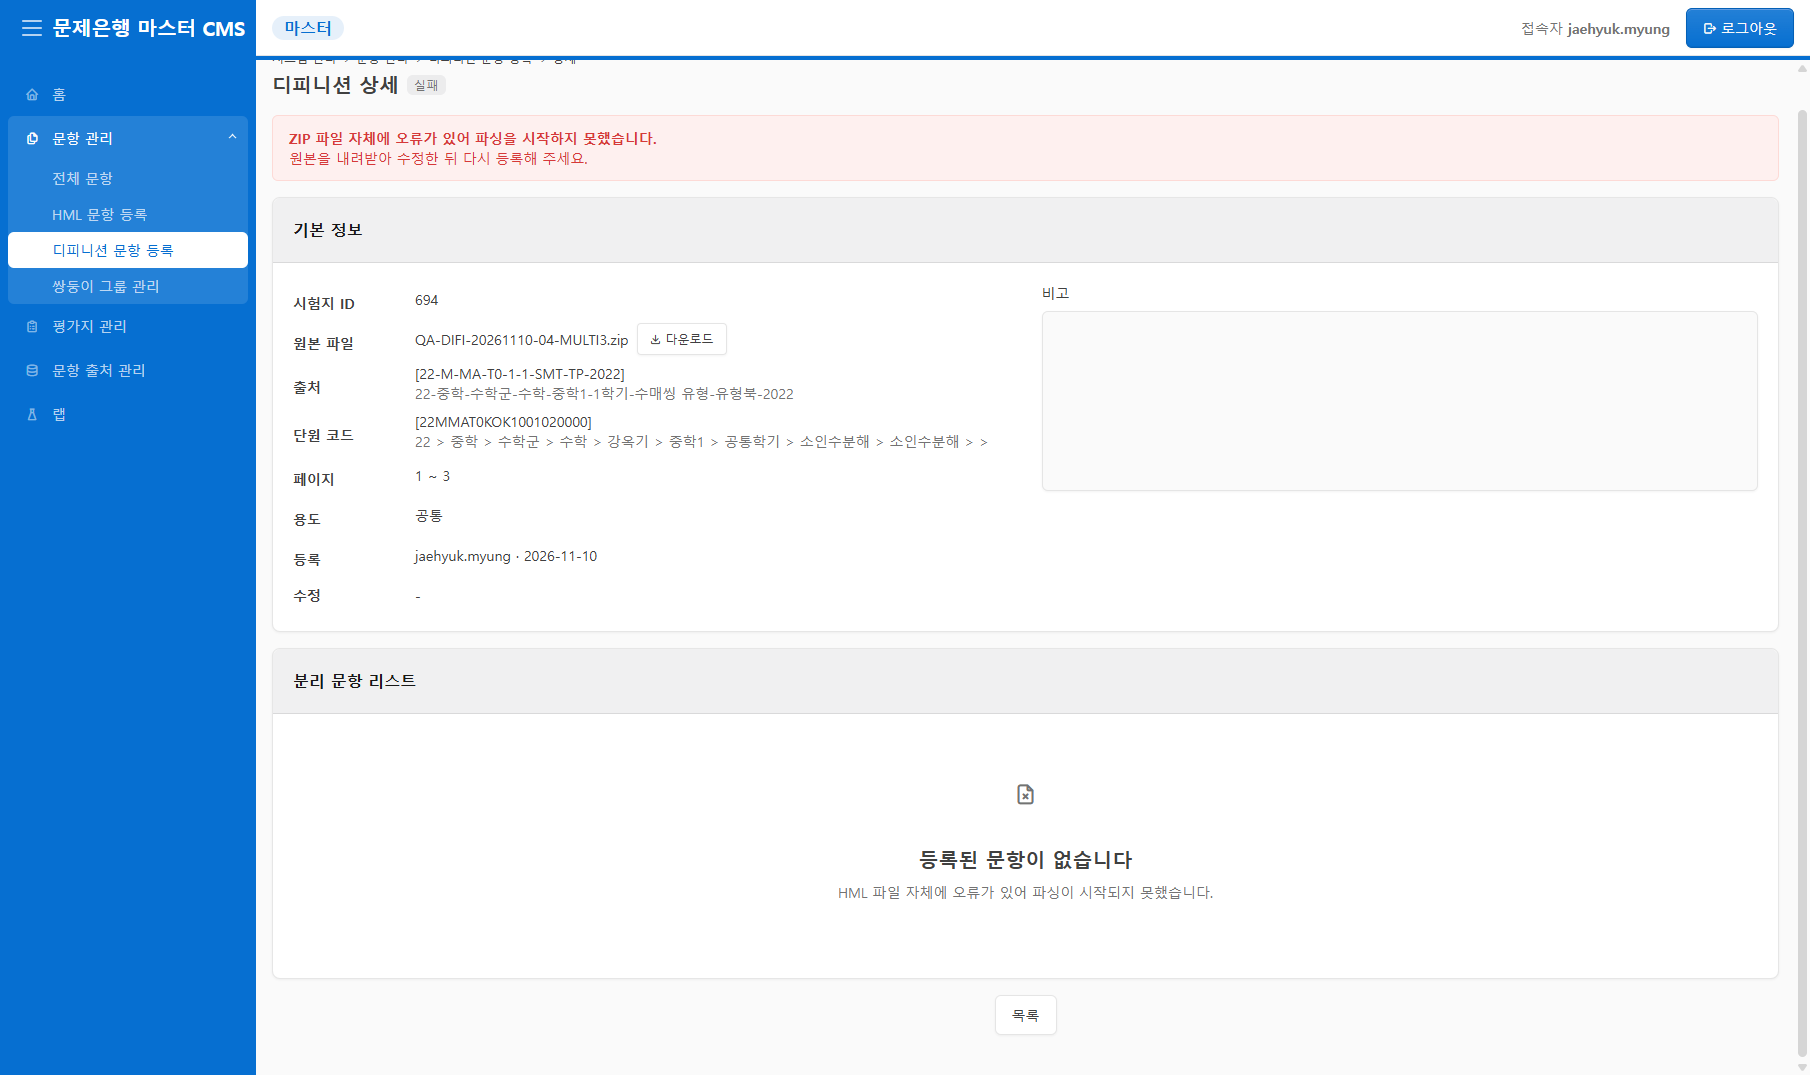 문제은행 마스터 CMS
마스터
접속자 jaehyuk.myung
로그아웃
홈
문항 관리
전체 문항
HML 문항 등록
디피니션 문항 등록
쌍둥이 그룹 관리
평가지 관리
문항 출처 관리
랩
디피니션 상세 실패
ZIP 파일 자체에 오류가 있어 파싱을 시작하지 못했습니다.
원본을 내려받아 수정한 뒤 다시 등록해 주세요.
기본 정보
시험지 ID 694
원본 파일 QA-DIFI-20261110-04-MULTI3.zip 다운로드
출처 [22-M-MA-T0-1-1-SMT-TP-2022]
22-중학-수학군-수학-중학1-1학기-수매씽 유형-유형북-2022
단원 코드 [22MMAT0KOK1001020000]
22 > 중학 > 수학군 > 수학 > 강옥기 > 중학1 > 공통학기 > 소인수분해 > 소인수분해 > >
페이지 1 ~ 3
용도 공통
등록 jaehyuk.myung · 2026-11-10
수정 -
비고
분리 문항 리스트
등록된 문항이 없습니다
HML 파일 자체에 오류가 있어 파싱이 시작되지 못했습니다.
목록